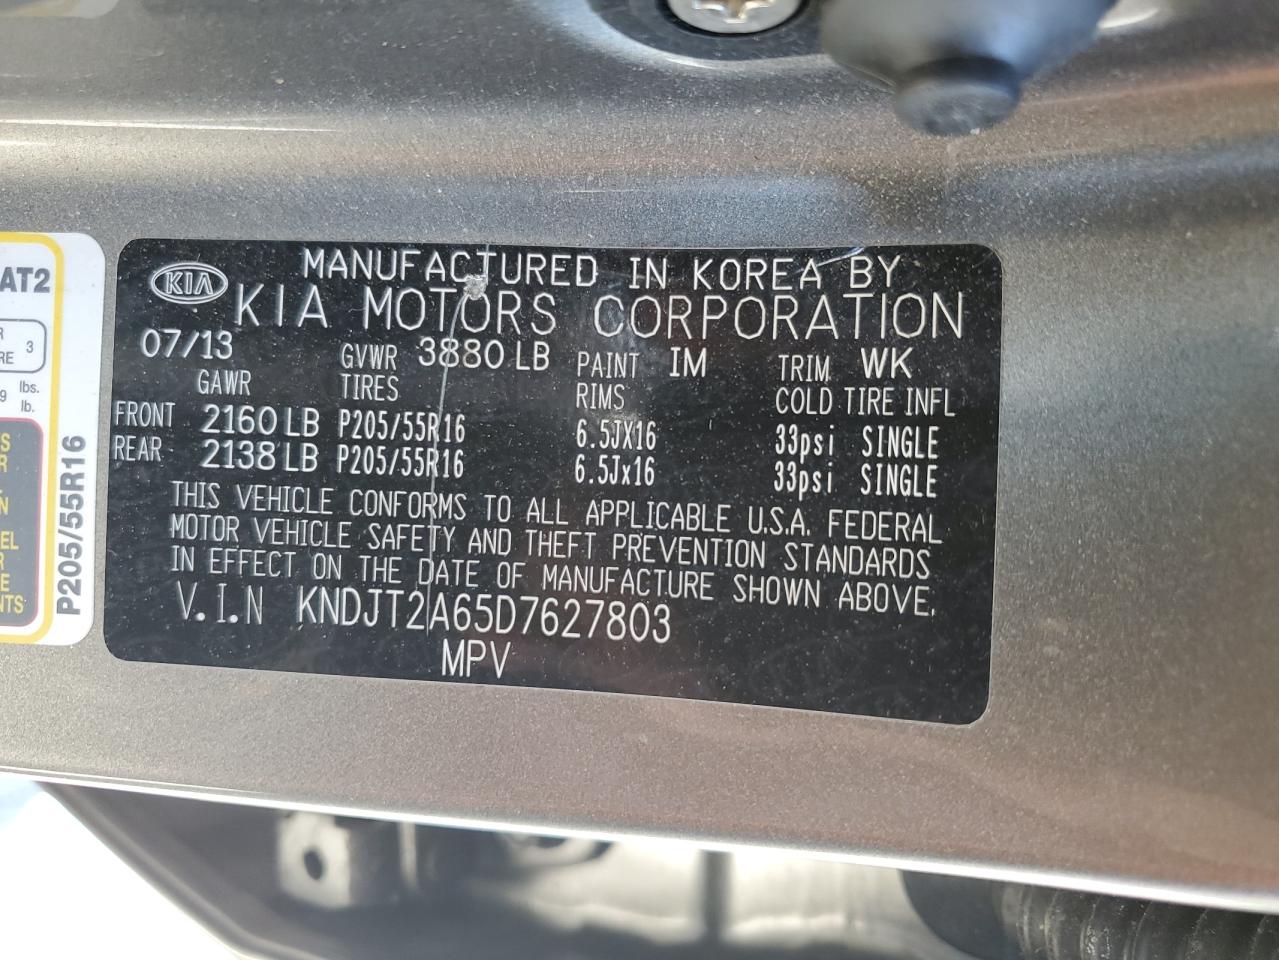 KIA
MANUFACTURED IN KOREA BY
KIA MOTORS CORPORATION
07/13 GVWR 3880 LB PAINT IM TRIM WK
GAWR TIRES RIMS COLD TIRE INFL
FRONT 2160 LB P205/55R16 6.5JX16 33psi SINGLE
REAR 2138 LB P205/55R16 6.5Jx16 33psi SINGLE
THIS VEHICLE CONFORMS TO ALL APPLICABLE U.S.A. FEDERAL
MOTOR VEHICLE SAFETY AND THEFT PREVENTION STANDARDS
IN EFFECT ON THE DATE OF MANUFACTURE SHOWN ABOVE.
V.I.N KNDJT2A65D7627803
MPV
AT2
3
lbs.
lb.
P205/55R16